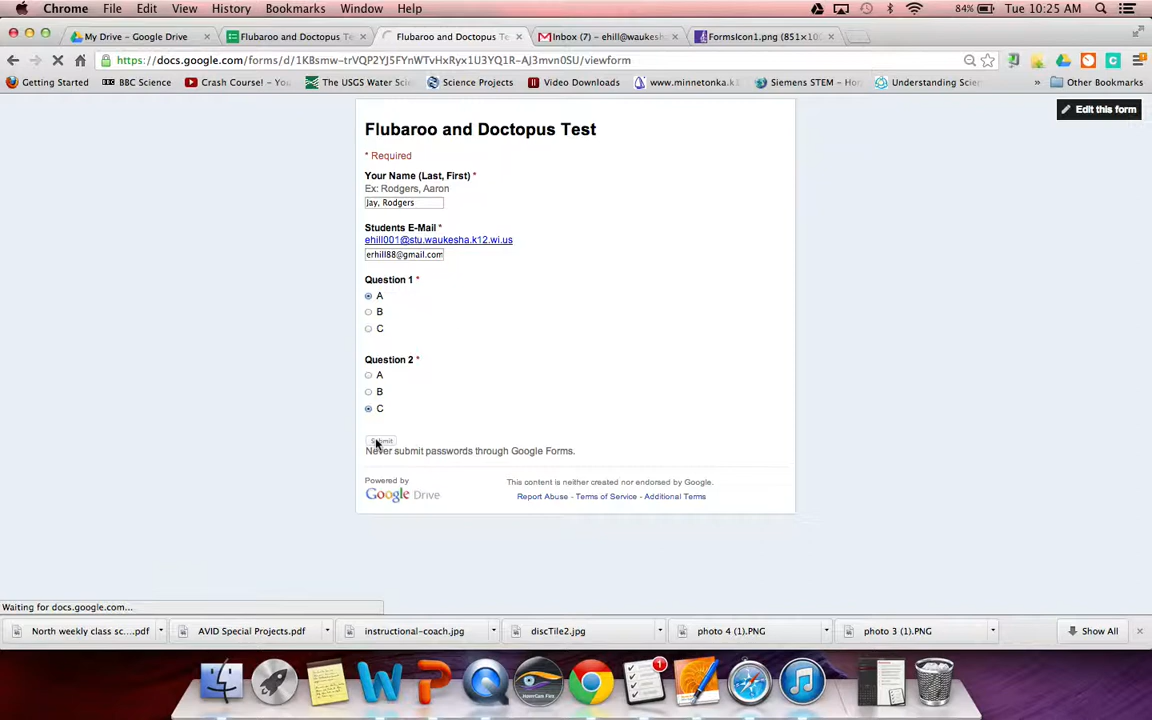 Chrome File Edit View History Bookmarks Window Help 84% Tue 10:25 AM
My Drive – Google Drive
Flubaroo and Doctopus Tes
Flubaroo and Doctopus Te
Inbox (7) – ehill@waukesh
FormsIcon1.png (851×10
https://docs.google.com/forms/d/1KBsmw-trVQP2YJ5FYnWTvHxRyx1U3YQ1R-AJ3mvn0SU/viewform
Getting Started BBC Science Crash Course! – Yo The USGS Water Sci Science Projects Video Downloads www.minnetonka.k Siemens STEM – Ho Understanding Scie » Other Bookmarks
Edit this form
Flubaroo and Doctopus Test
* Required
Your Name (Last, First) *
Ex: Rodgers, Aaron
Jay, Rodgers
Students E-Mail *
ehill001@stu.waukesha.k12.wi.us
erhill88@gmail.com
Question 1 *
A
B
C
Question 2 *
A
B
C
Submit
Never submit passwords through Google Forms.
Powered by
Google Drive
This content is neither created nor endorsed by Google.
Report Abuse - Terms of Service - Additional Terms
Waiting for docs.google.com...
North weekly class sc....pdf AVID Special Projects.pdf instructional-coach.jpg discTile2.jpg photo 4 (1).PNG photo 3 (1).PNG Show All
1